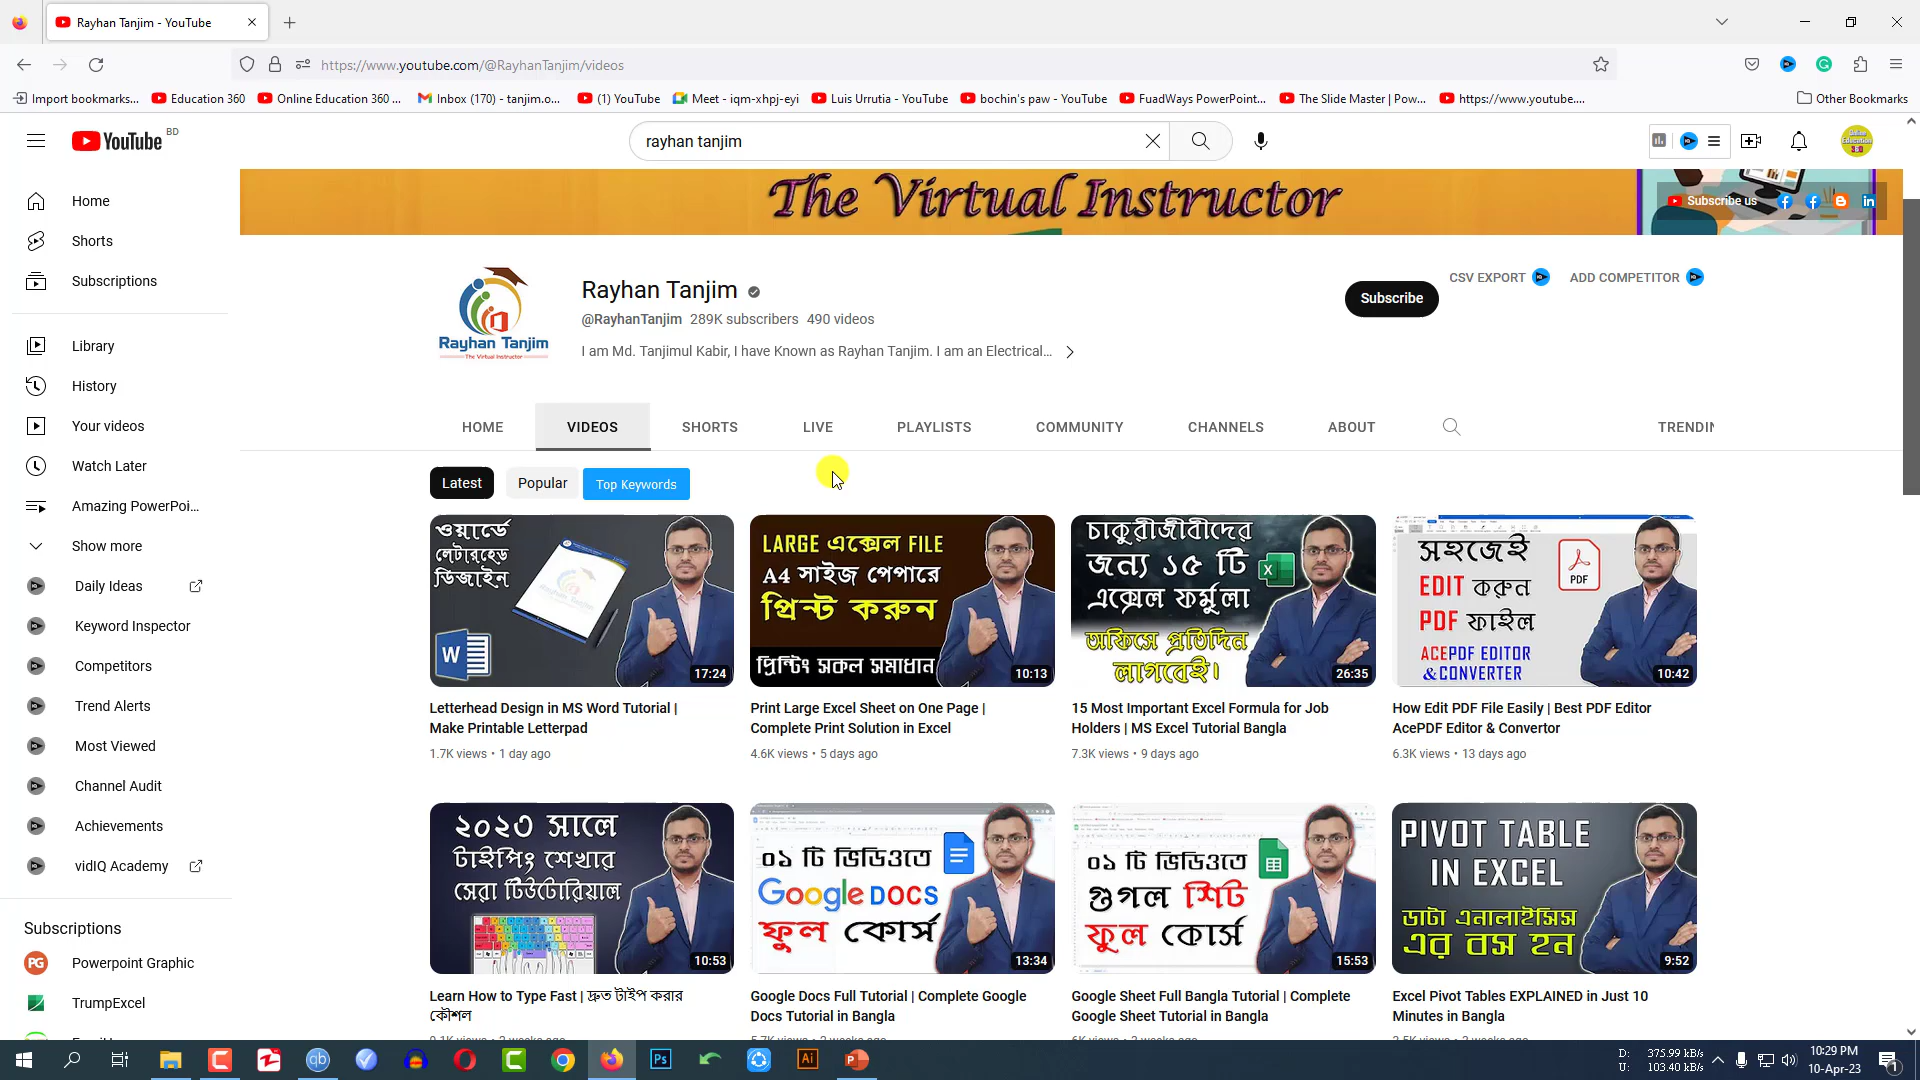 Rayhan Tanjim - YouTube
https://www.youtube.com/@RayhanTanjim/videos
Import bookmarks...
Education 360
Online Education 360 ...
Inbox (170) - tanjim.o...
(1) YouTube
Meet - iqm-xhpj-eyi
Luis Urrutia - YouTube
bochin's paw - YouTube
FuadWays PowerPoint...
The Slide Master | Pow...
https://www.youtube....
Other Bookmarks
YouTube BD
rayhan tanjim
Home
Shorts
Subscriptions
Library
History
Your videos
Watch Later
Amazing PowerPoi...
Show more
Daily Ideas
Keyword Inspector
Competitors
Trend Alerts
Most Viewed
Channel Audit
Achievements
vidIQ Academy
Subscriptions
Powerpoint Graphic
TrumpExcel
The Virtual Instructor
Subscribe us
Rayhan Tanjim
The Virtual Instructor
Rayhan Tanjim
@RayhanTanjim 289K subscribers 490 videos
I am Md. Tanjimul Kabir, I have Known as Rayhan Tanjim. I am an Electrical...
Subscribe
CSV EXPORT
ADD COMPETITOR
HOME
VIDEOS
SHORTS
LIVE
PLAYLISTS
COMMUNITY
CHANNELS
ABOUT
TRENDIN
Latest
Popular
Top Keywords
ওয়ার্ডে
লেটারহেড
ডিজাইন
W
17:24
Letterhead Design in MS Word Tutorial |
Make Printable Letterpad
1.7K views • 1 day ago
LARGE এক্সেল FILE
A4 সাইজ পেপারে
প্রিন্ট করুন
প্রিন্টিং সকল সমাধান
10:13
Print Large Excel Sheet on One Page |
Complete Print Solution in Excel
4.6K views • 5 days ago
চাকুরীজীবীদের
জন্য ১৫ টি
এক্সেল ফর্মুলা
অফিসে প্রতিদিন
লাগবেই।
26:35
15 Most Important Excel Formula for Job
Holders | MS Excel Tutorial Bangla
7.3K views • 9 days ago
সহজেই
EDIT করুন
PDF ফাইল
ACEPDF EDITOR
&CONVERTER
PDF
10:42
How Edit PDF File Easily | Best PDF Editor
AcePDF Editor & Convertor
6.3K views • 13 days ago
২০২৩ সালে
টাইপিং শেখার
সেরা টিউটোরিয়াল
10:53
Learn How to Type Fast | দ্রুত টাইপ করার
কৌশল
০১ টি ভিডিওতে
Google DOCS
ফুল কোর্স
13:34
Google Docs Full Tutorial | Complete Google
Docs Tutorial in Bangla
০১ টি ভিডিওতে
গুগল শিট
ফুল কোর্স
15:53
Google Sheet Full Bangla Tutorial | Complete
Google Sheet Tutorial in Bangla
PIVOT TABLE
IN EXCEL
ডাটা এনালাইসিস
এর বস হন
9:52
Excel Pivot Tables EXPLAINED in Just 10
Minutes in Bangla
D: 375.99 kB/s
U: 103.40 kB/s
10:29 PM
10-Apr-23